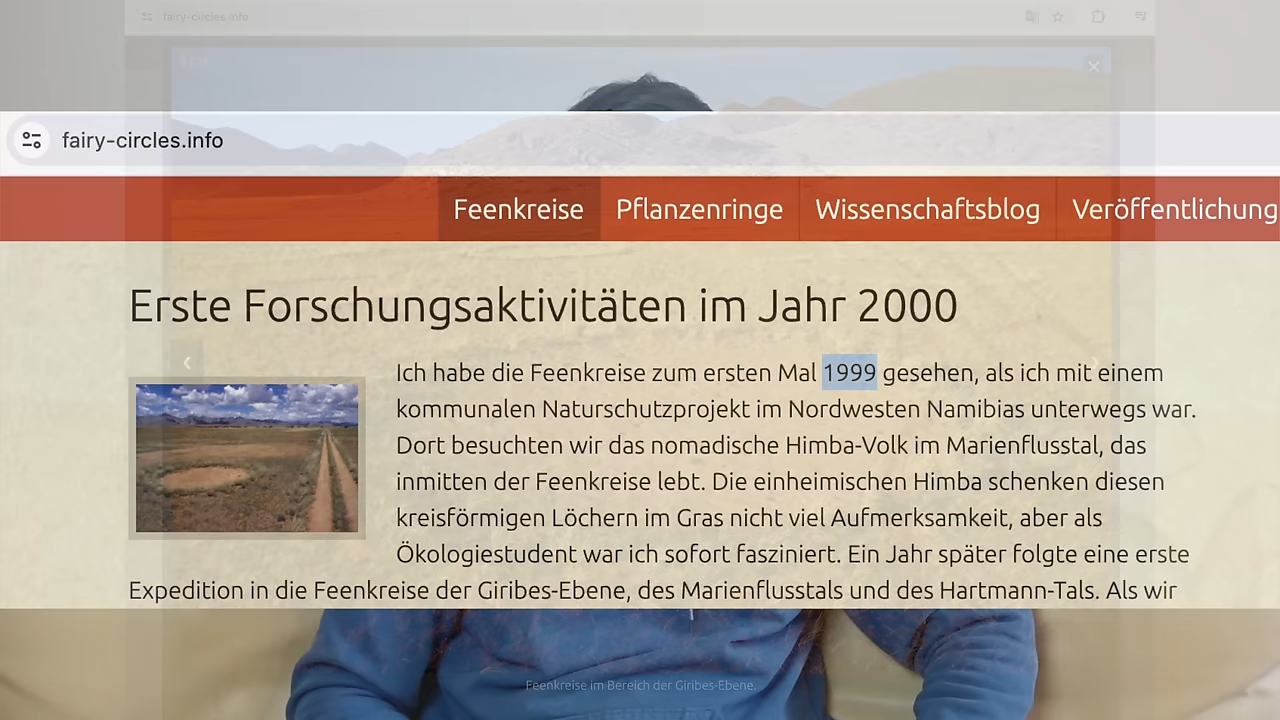 fairy-circles.info
fairy-circles.info
Feenkreise Pflanzenringe Wissenschaftsblog Veröffentlichung
Erste Forschungsaktivitäten im Jahr 2000
Ich habe die Feenkreise zum ersten Mal 1999 gesehen, als ich mit einem
kommunalen Naturschutzprojekt im Nordwesten Namibias unterwegs war.
Dort besuchten wir das nomadische Himba-Volk im Marienflusstal, das
inmitten der Feenkreise lebt. Die einheimischen Himba schenken diesen
kreisförmigen Löchern im Gras nicht viel Aufmerksamkeit, aber als
Ökologiestudent war ich sofort fasziniert. Ein Jahr später folgte eine erste
Expedition in die Feenkreise der Giribes-Ebene, des Marienflusstals und des Hartmann-Tals. Als wir
Feenkreise im Bereich der Giribes-Ebene.